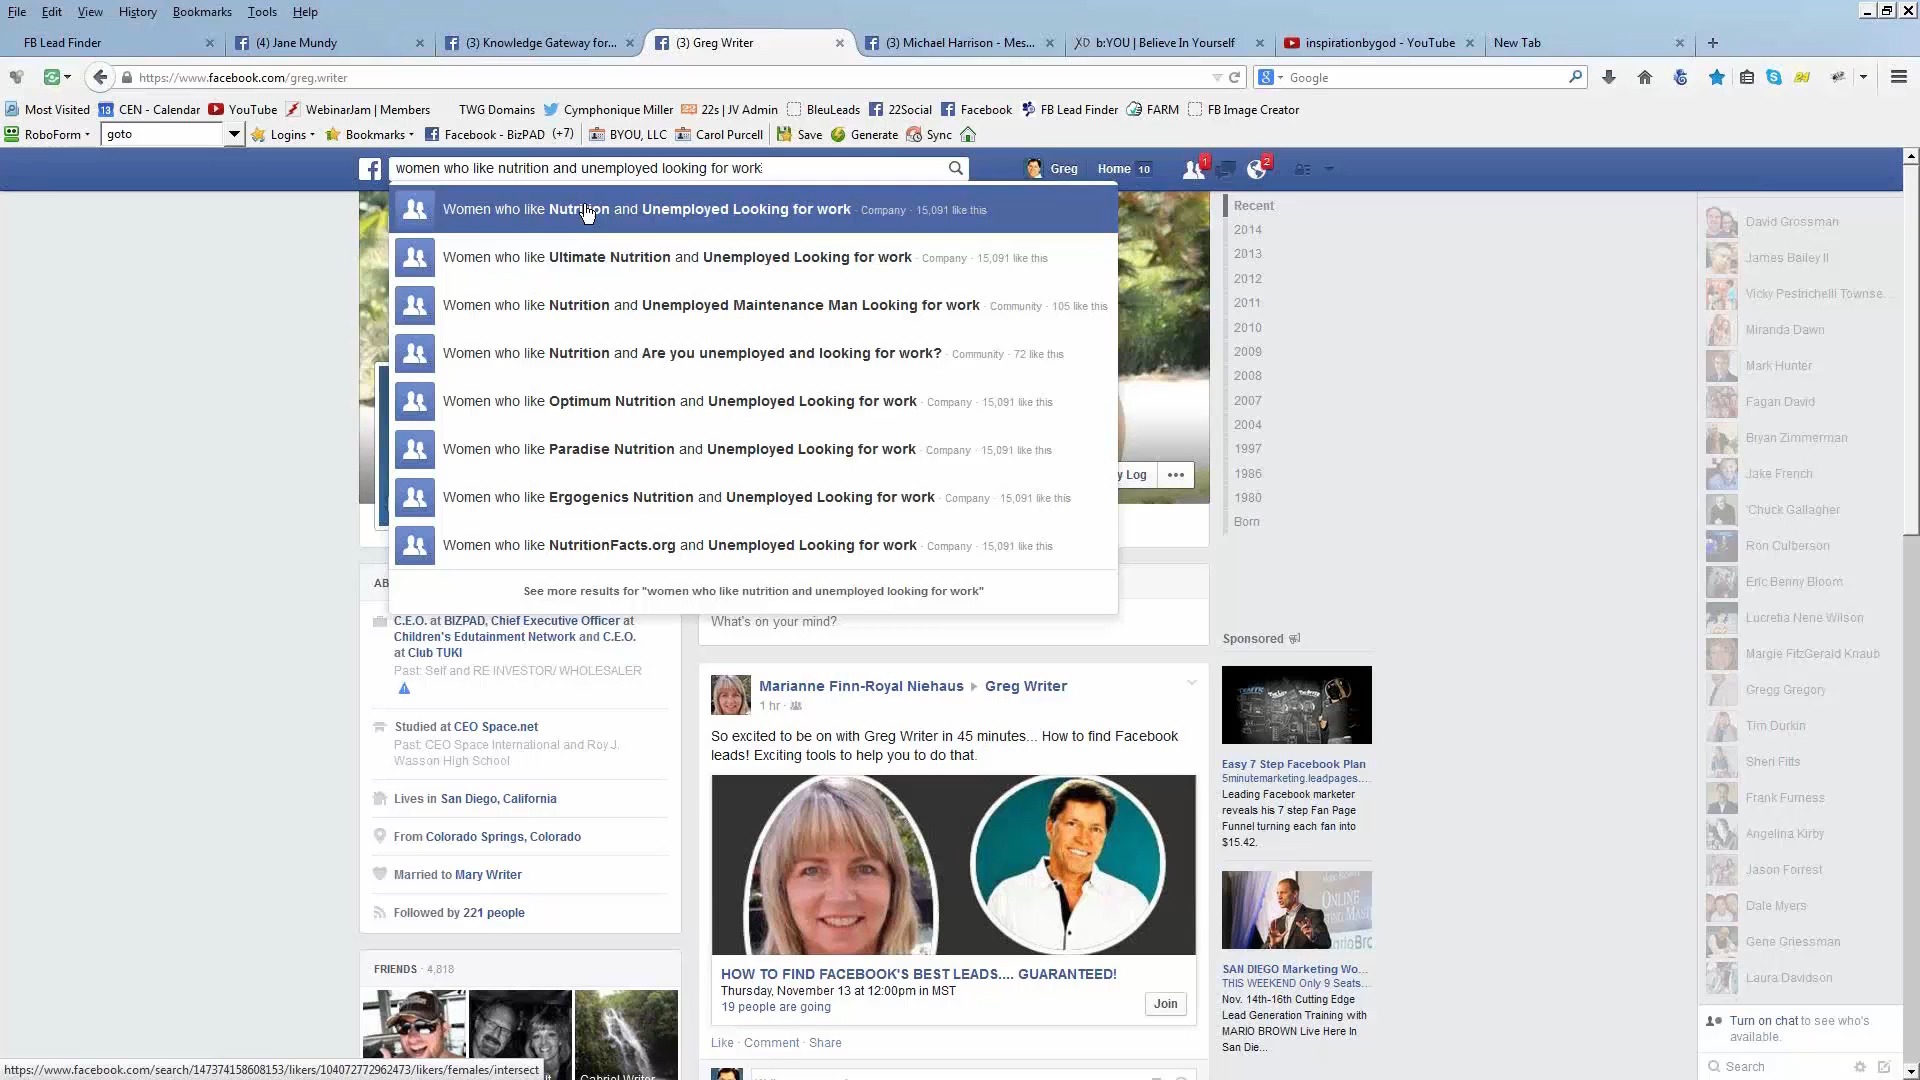 File Edit View History Bookmarks Tools Help
FB Lead Finder
(4) Jane Mundy
(3) Knowledge Gateway for...
(3) Greg Writer
(3) Michael Harrison - Mes...
b:YOU | Believe In Yourself
inspirationbygod - YouTube
New Tab
https://www.facebook.com/greg.writer
Google
Most Visited CEN - Calendar YouTube WebinarJam | Members TWG Domains Cymphonique Miller 22s | JV Admin BleuLeads 22Social Facebook FB Lead Finder FARM FB Image Creator
RoboForm goto Logins Bookmarks Facebook - BizPAD (+7) BYOU, LLC Carol Purcell Save Generate Sync
women who like nutrition and unemployed looking for work
Greg Home 10 1 2
Women who like Nutrition and Unemployed Looking for work · Company · 15,091 like this
Women who like Ultimate Nutrition and Unemployed Looking for work · Company · 15,091 like this
Women who like Nutrition and Unemployed Maintenance Man Looking for work · Community · 105 like this
Women who like Nutrition and Are you unemployed and looking for work? · Community · 72 like this
Women who like Optimum Nutrition and Unemployed Looking for work · Company · 15,091 like this
Women who like Paradise Nutrition and Unemployed Looking for work · Company · 15,091 like this
Women who like Ergogenics Nutrition and Unemployed Looking for work · Company · 15,091 like this
Women who like NutritionFacts.org and Unemployed Looking for work · Company · 15,091 like this
See more results for "women who like nutrition and unemployed looking for work"
y Log
AB
C.E.O. at BIZPAD, Chief Executive Officer at
Children's Edutainment Network and C.E.O.
at Club TUKI
Past: Self and RE INVESTOR/ WHOLESALER
Studied at CEO Space.net
Past: CEO Space International and Roy J.
Wasson High School
Lives in San Diego, California
From Colorado Springs, Colorado
Married to Mary Writer
Followed by 221 people
FRIENDS · 4,818
Gabriel Writer
What's on your mind?
Marianne Finn-Royal Niehaus Greg Writer
1 hr ·
So excited to be on with Greg Writer in 45 minutes... How to find Facebook
leads! Exciting tools to help you to do that.
HOW TO FIND FACEBOOK'S BEST LEADS.... GUARANTEED!
Thursday, November 13 at 12:00pm in MST
19 people are going
Join
Like · Comment · Share
Recent
2014
2013
2012
2011
2010
2009
2008
2007
2004
1997
1986
1980
Born
Sponsored
Easy 7 Step Facebook Plan
5minutemarketing.leadpages....
Leading Facebook marketer
reveals his 7 step Fan Page
Funnel turning each fan into
$15.42.
SAN DIEGO Marketing Wo...
THIS WEEKEND Only 9 Seats...
Nov. 14th-16th Cutting Edge
Lead Generation Training with
MARIO BROWN Live Here In
San Die...
David Grossman
James Bailey II
Vicky Pestrichelli Townse...
Miranda Dawn
Mark Hunter
Fagan David
Bryan Zimmerman
Jake French
'Chuck Gallagher
Ron Culberson
Eric Benny Bloom
Lucretia Nene Wilson
Margie FitzGerald Knaub
Gregg Gregory
Tim Durkin
Sheri Fitts
Frank Furness
Angelina Kirby
Jason Forrest
Dale Myers
Gene Griessman
Laura Davidson
Turn on chat to see who's
available.
Search
https://www.facebook.com/search/147374158608153/likers/104072772962473/likers/females/intersect